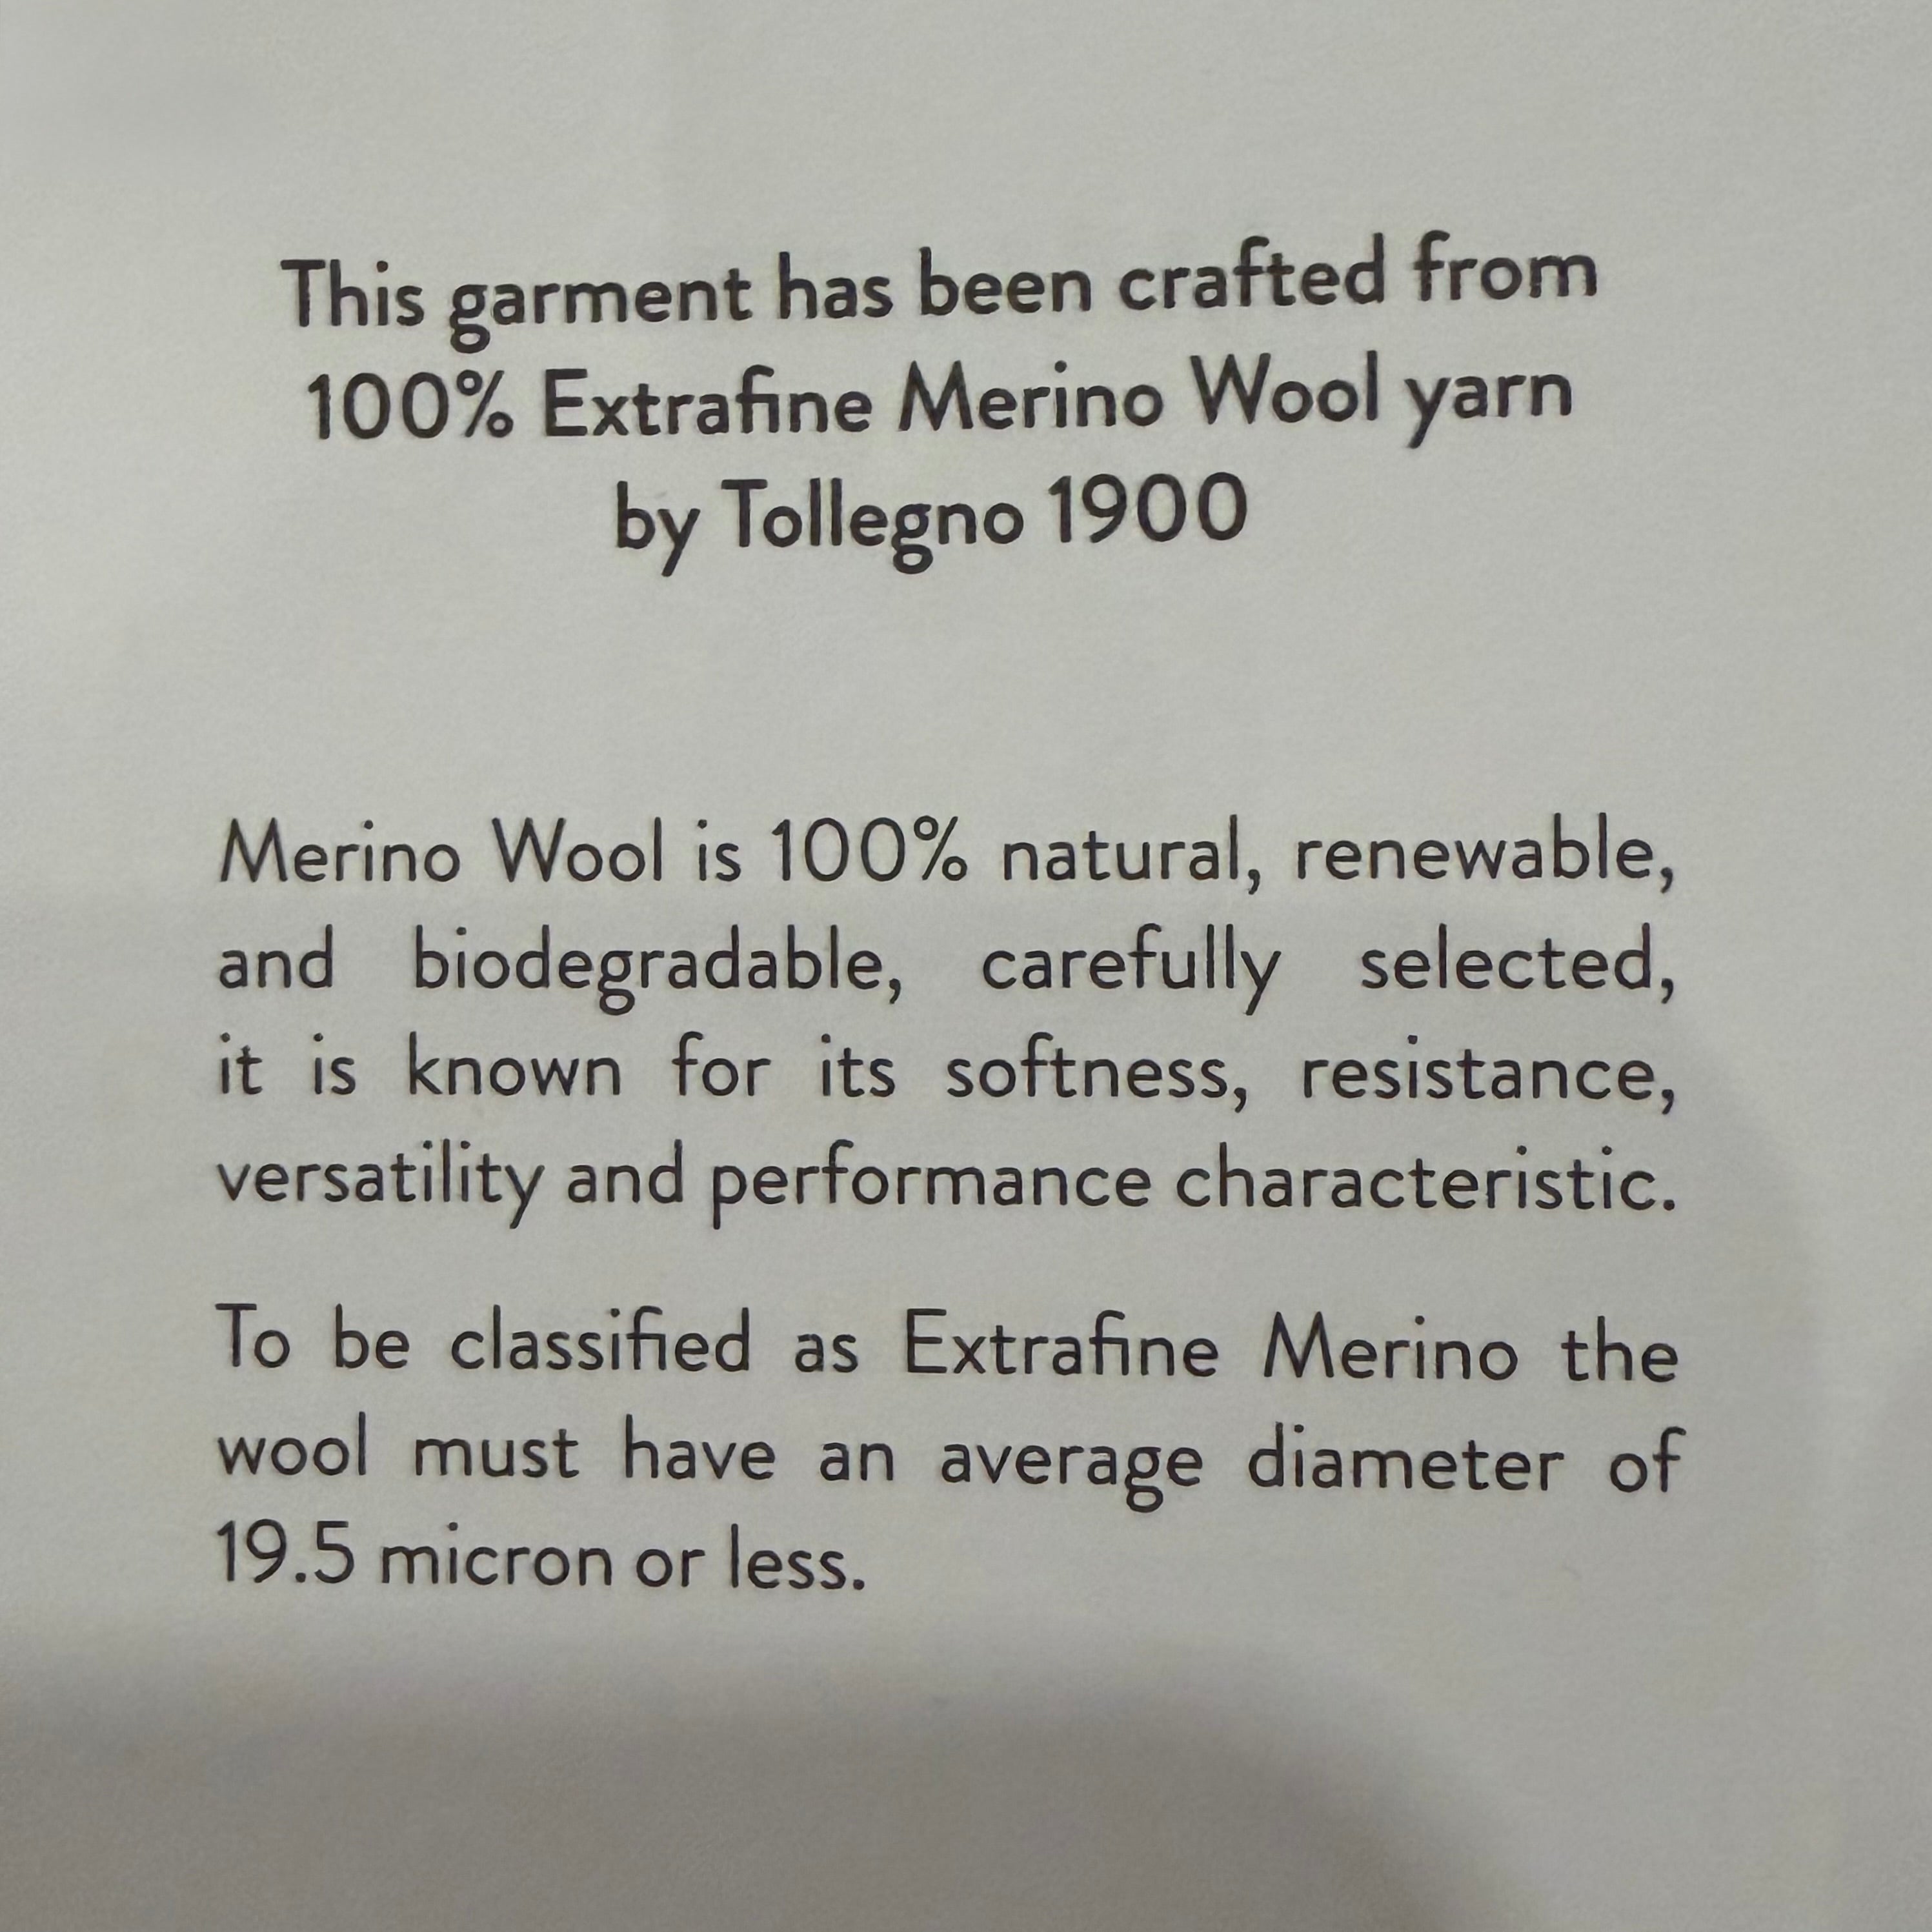 This garment has been crafted from
100% Extrafine Merino Wool yarn
by Tollegno 1900
Merino Wool is 100% natural, renewable,
and biodegradable, carefully selected,
it is known for its softness, resistance,
versatility and performance characteristic.
To be classified as Extrafine Merino the
wool must have an average diameter of
19.5 micron or less.